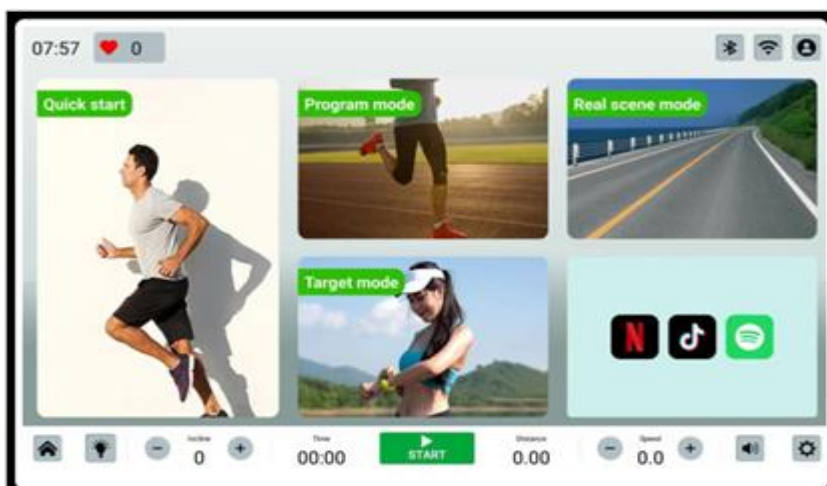 07:57 0
Quick start
Program mode
Real scene mode
Target mode
N
Incline
0
Time
00:00
START
Distance
0.00
Speed
0.0